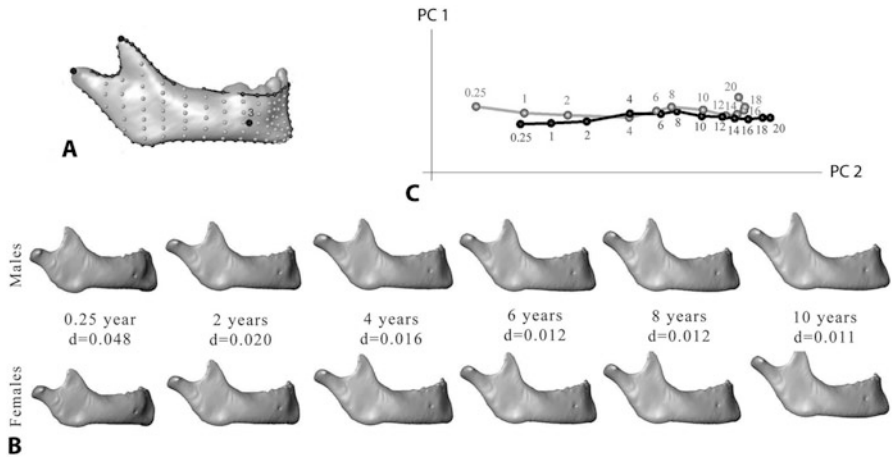 PC 1
3
A
20
0.25
1
2
4
6
8
10
12
14
16
18
0.25
1
2
4
6
8
10
12
14
16
18
20
C
PC 2
Males
0.25 year
2 years
4 years
6 years
8 years
10 years
d=0.048
d=0.020
d=0.016
d=0.012
d=0.012
d=0.011
Females
B